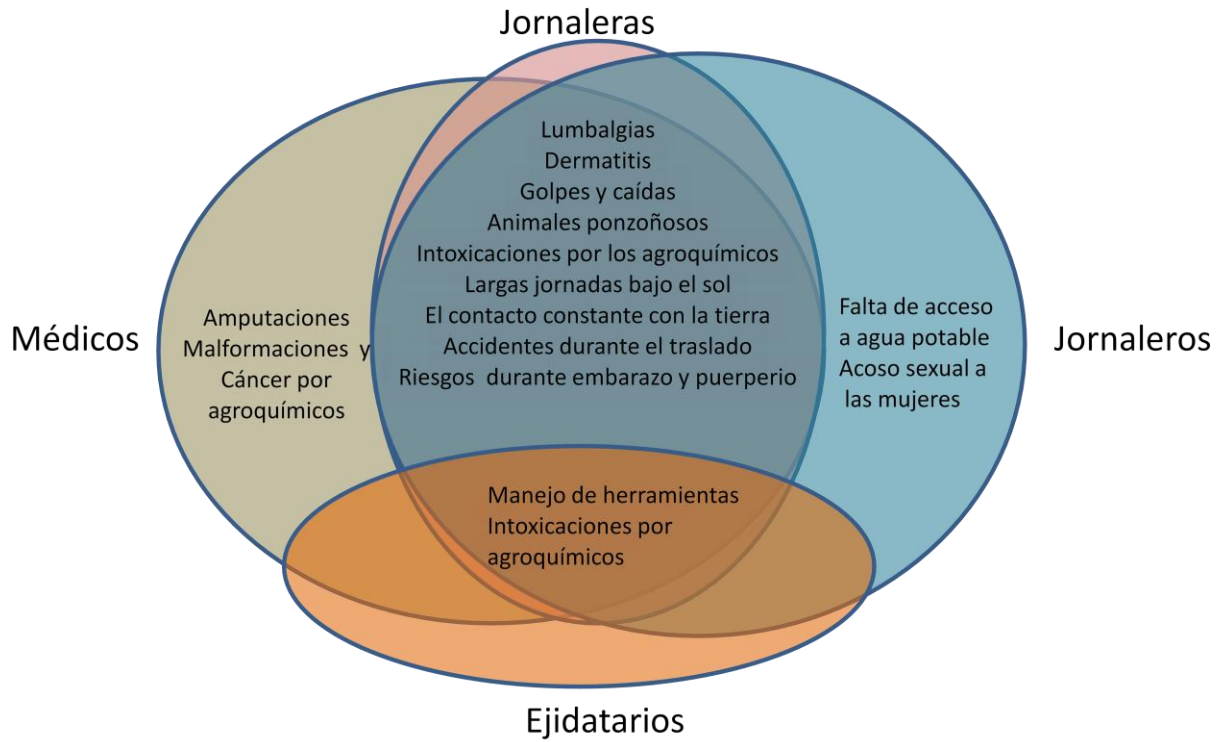 Jornaleras
Lumbalgias
Dermatitis
Golpes y caídas
Animales ponzoñosos
Intoxicaciones por los agroquímicos
Largas jornadas bajo el sol
El contacto constante con la tierra
Accidentes durante el traslado
Riesgos durante embarazo y puerperio
Médicos
Amputaciones
Malformaciones y
Cáncer por
agroquímicos
Falta de acceso
a agua potable
Acoso sexual a
las mujeres
Jornaleros
Manejo de herramientas
Intoxicaciones por
agroquímicos
Ejidatarios